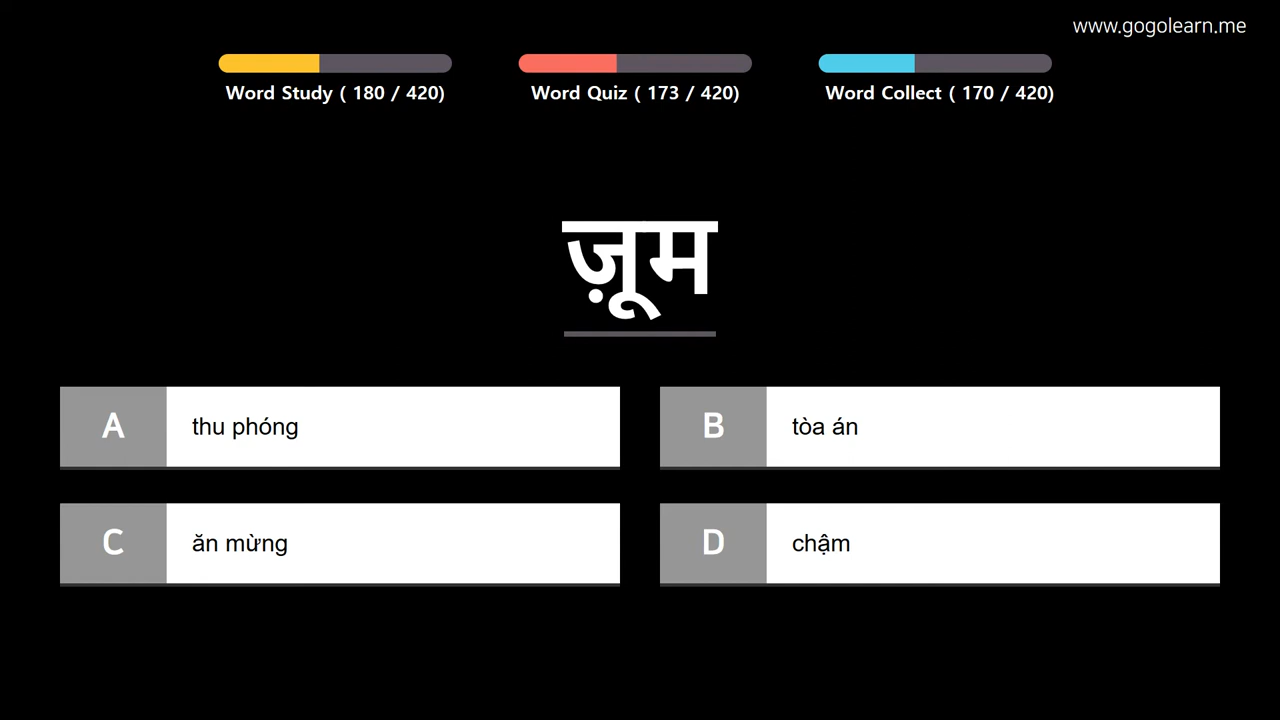 www.gogolearn.me
Word Study ( 180 / 420) Word Quiz ( 173 / 420) Word Collect ( 170 / 420)
ज़ूम
A thu phóng B tòa án
C ăn mừng D chậm